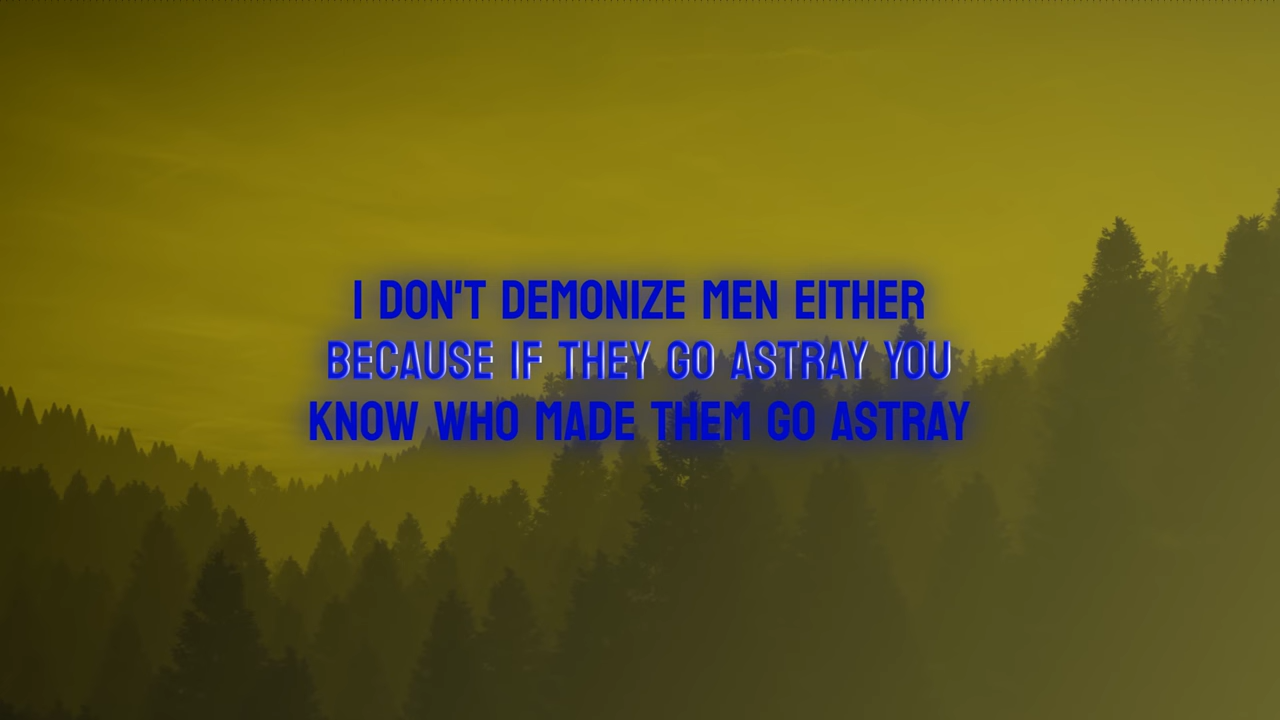 I DON'T DEMONIZE MEN EITHER
BECAUSE IF THEY GO ASTRAY YOU
KNOW WHO MADE THEM GO ASTRAY